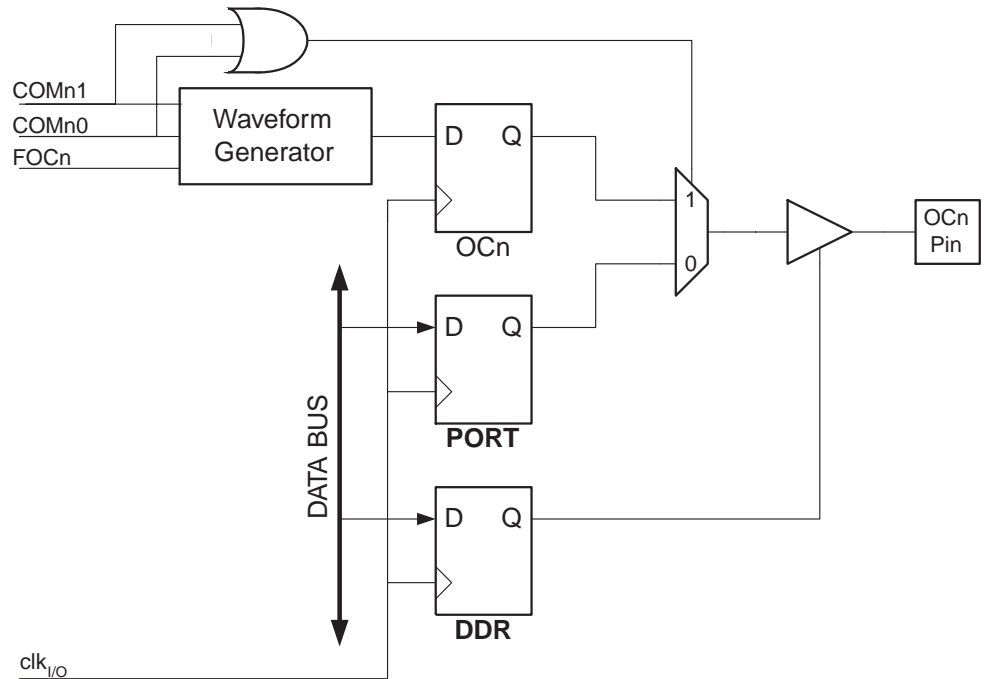 COMn1
COMn0
FOCn
Waveform
Generator
D Q
OCn
1
0
OCn
Pin
D Q
PORT
DATA BUS
D Q
DDR
clkI/O